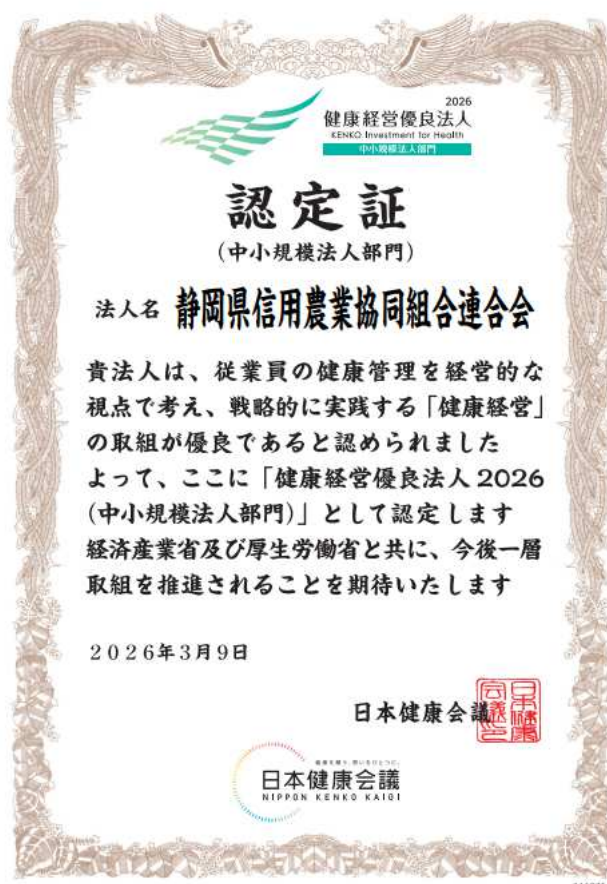 2026
健康経営優良法人
KENKO Investment for Health
中小規模法人部門
認定証
(中小規模法人部門)
法人名 静岡県信用農業協同組合連合会
貴法人は、従業員の健康管理を経営的な
視点で考え、戦略的に実践する「健康経営」
の取組が優良であると認められました
よって、ここに「健康経営優良法人2026
(中小規模法人部門)」として認定します
経済産業省及び厚生労働省と共に、今後一層
取組を推進されることを期待いたします
2026年3月9日
日本健康会議
日本健康会議
NIPPON KENKO KAIGI